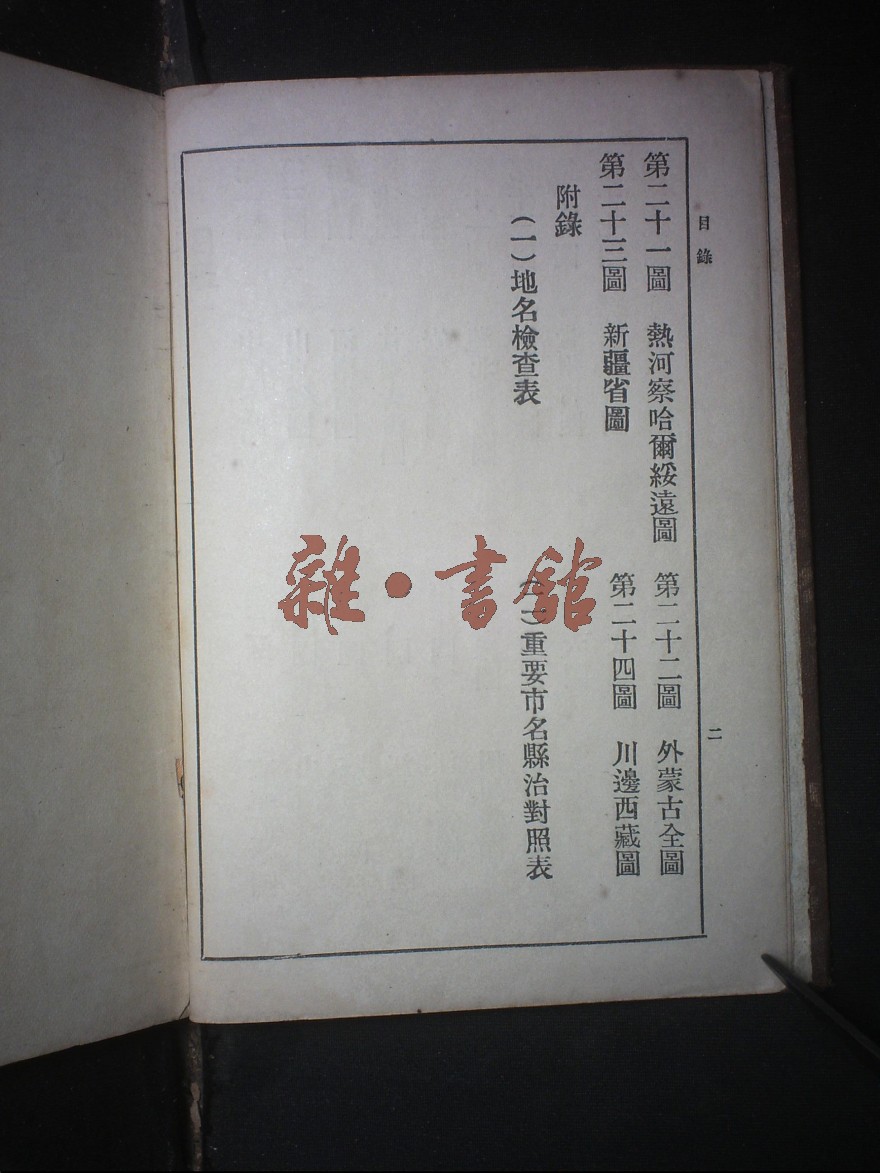 目錄
二
第二十一圖　熱河察哈爾綏遠圖　第二十二圖　外蒙古全圖
第二十三圖　新疆省圖　第二十四圖　川邊西藏圖
附錄
（一）地名檢查表　（二）重要市名縣治對照表
雜·書館